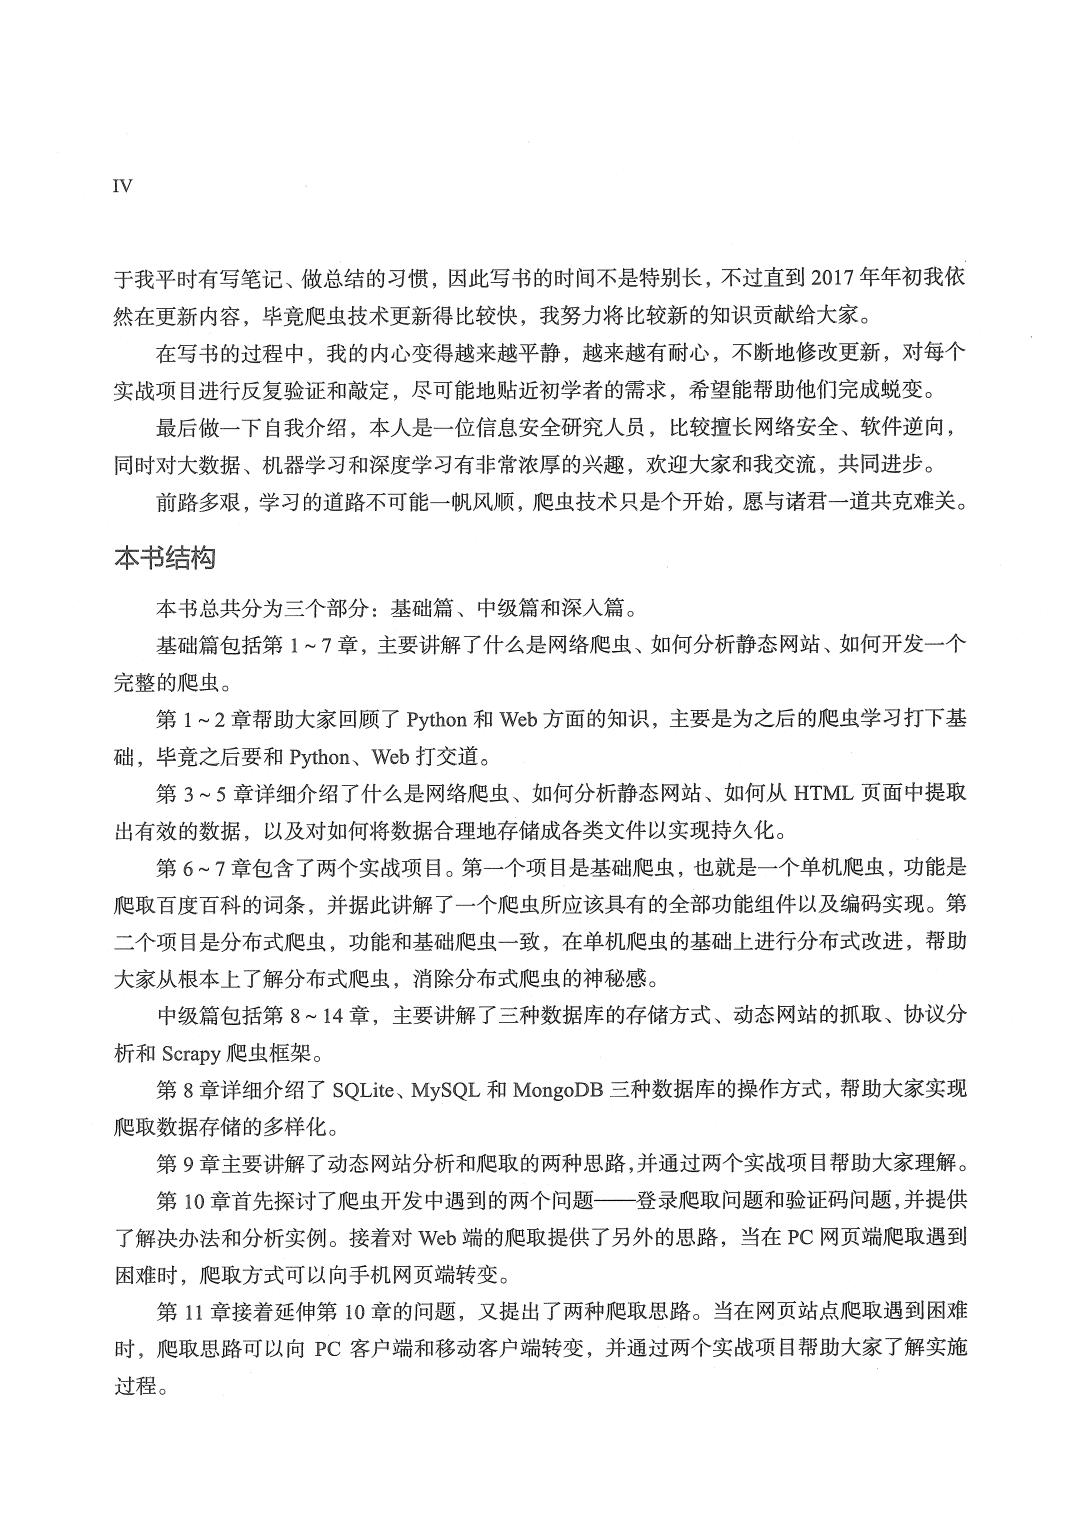 IV
于我平时有写笔记、做总结的习惯，因此写书的时间不是特别长，不过直到 2017 年年初我依
然在更新内容，毕竟爬虫技术更新得比较快，我努力将比较新的知识贡献给大家。
在写书的过程中，我的内心变得越来越平静，越来越有耐心，不断地修改更新，对每个
实战项目进行反复验证和敲定，尽可能地贴近初学者的需求，希望能帮助他们完成蜕变。
最后做一下自我介绍，本人是一位信息安全研究人员，比较擅长网络安全、软件逆向，
同时对大数据、机器学习和深度学习有非常浓厚的兴趣，欢迎大家和我交流，共同进步。
前路多艰，学习的道路不可能一帆风顺，爬虫技术只是个开始，愿与诸君一道共克难关。
本书结构
本书总共分为三个部分：基础篇、中级篇和深入篇。
基础篇包括第 1 ~ 7 章，主要讲解了什么是网络爬虫、如何分析静态网站、如何开发一个
完整的爬虫。
第 1 ~ 2 章帮助大家回顾了 Python 和 Web 方面的知识，主要是为之后的爬虫学习打下基
础，毕竟之后要和 Python、Web 打交道。
第 3 ~ 5 章详细介绍了什么是网络爬虫、如何分析静态网站、如何从 HTML 页面中提取
出有效的数据，以及对如何将数据合理地存储成各类文件以实现持久化。
第 6 ~ 7 章包含了两个实战项目。第一个项目是基础爬虫，也就是一个单机爬虫，功能是
爬取百度百科的词条，并据此讲解了一个爬虫所应该具有的全部功能组件以及编码实现。第
二个项目是分布式爬虫，功能和基础爬虫一致，在单机爬虫的基础上进行分布式改进，帮助
大家从根本上了解分布式爬虫，消除分布式爬虫的神秘感。
中级篇包括第 8 ~ 14 章，主要讲解了三种数据库的存储方式、动态网站的抓取、协议分
析和 Scrapy 爬虫框架。
第 8 章详细介绍了 SQLite、MySQL 和 MongoDB 三种数据库的操作方式，帮助大家实现
爬取数据存储的多样化。
第 9 章主要讲解了动态网站分析和爬取的两种思路,并通过两个实战项目帮助大家理解。
第 10 章首先探讨了爬虫开发中遇到的两个问题——登录爬取问题和验证码问题,并提供
了解决办法和分析实例。接着对 Web 端的爬取提供了另外的思路，当在 PC 网页端爬取遇到
困难时，爬取方式可以向手机网页端转变。
第 11 章接着延伸第 10 章的问题，又提出了两种爬取思路。当在网页站点爬取遇到困难
时，爬取思路可以向 PC 客户端和移动客户端转变，并通过两个实战项目帮助大家了解实施
过程。